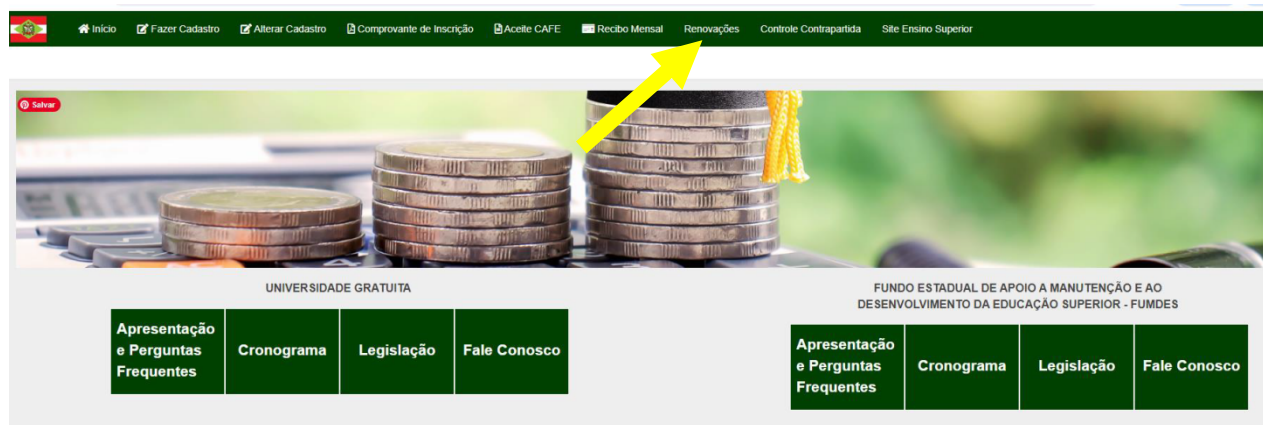 Início Fazer Cadastro Alterar Cadastro Comprovante de Inscrição Aceite CAFE Recibo Mensal Renovações Controle Contrapartida Site Ensino Superior
Salvar
UNIVERSIDADE GRATUITA
Apresentação
e Perguntas
Frequentes
Cronograma
Legislação
Fale Conosco
FUNDO ESTADUAL DE APOIO A MANUTENÇÃO E AO
DESENVOLVIMENTO DA EDUCAÇÃO SUPERIOR - FUMDES
Apresentação
e Perguntas
Frequentes
Cronograma
Legislação
Fale Conosco